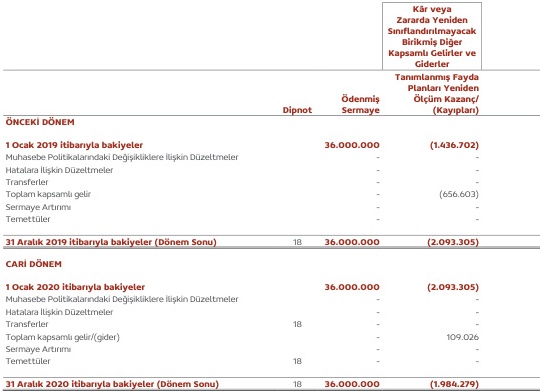 Kâr veya
Zararda Yeniden
Sınıflandırılmayacak
Birikmiş Diğer
Kapsamlı Gelirler ve
Giderler
Tanımlanmış Fayda
Planları Yeniden
Ödenmiş Ölçüm Kazanç/
Dipnot Sermaye (Kayıpları)
ÖNCEKİ DÖNEM
1 Ocak 2019 itibarıyla bakiyeler 36.000.000 (1.436.702)
Muhasebe Politikalarındaki Değişikliklere İlişkin Düzeltmeler - -
Hatalara İlişkin Düzeltmeler - -
Transferler - -
Toplam kapsamlı gelir - (656.603)
Sermaye Artırımı - -
Temettüler - -
31 Aralık 2019 itibarıyla bakiyeler (Dönem Sonu) 18 36.000.000 (2.093.305)
CARİ DÖNEM
1 Ocak 2020 itibarıyla bakiyeler 36.000.000 (2.093.305)
Muhasebe Politikalarındaki Değişikliklere İlişkin Düzeltmeler - -
Hatalara İlişkin Düzeltmeler - -
Transferler 18 - -
Toplam kapsamlı gelir/(gider) - 109.026
Sermaye Artırımı - -
Temettüler 18 - -
31 Aralık 2020 itibarıyla bakiyeler (Dönem Sonu) 18 36.000.000 (1.984.279)